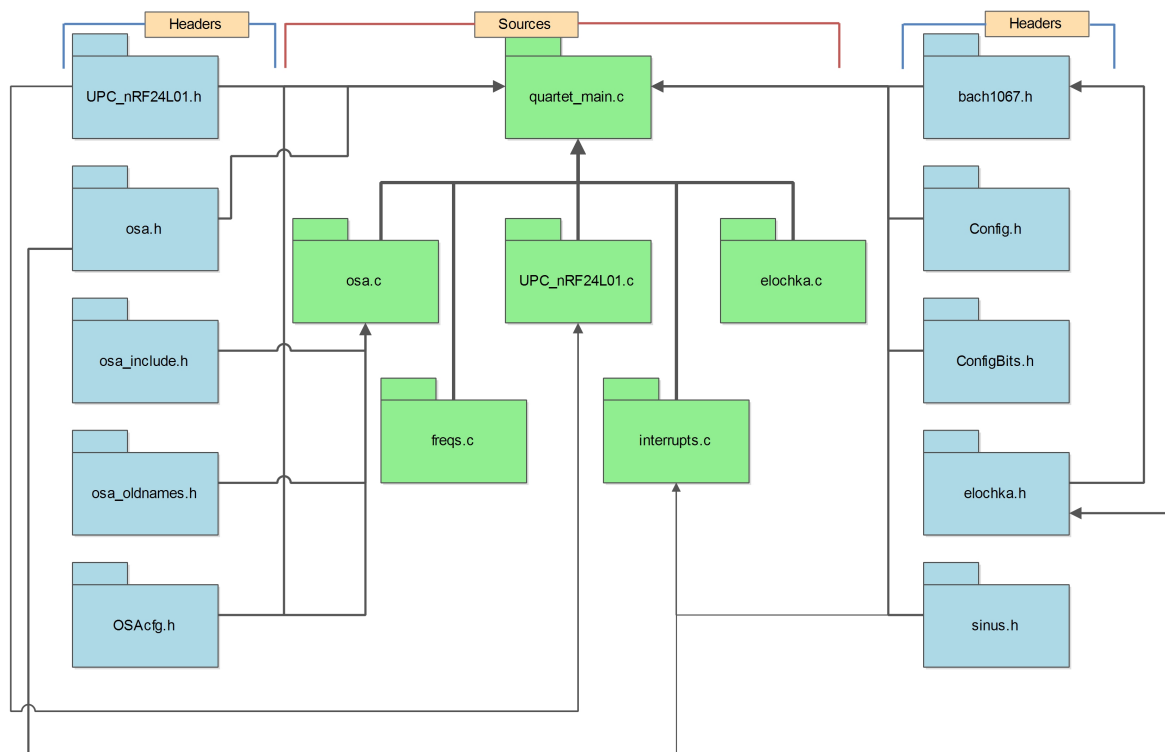 Headers
Sources
Headers
UPC_nRF24L01.h
quartet_main.c
bach1067.h
osa.h
Config.h
osa.c
UPC_nRF24L01.c
elochka.c
osa_include.h
ConfigBits.h
freqs.c
interrupts.c
osa_oldnames.h
elochka.h
OSAcfg.h
sinus.h